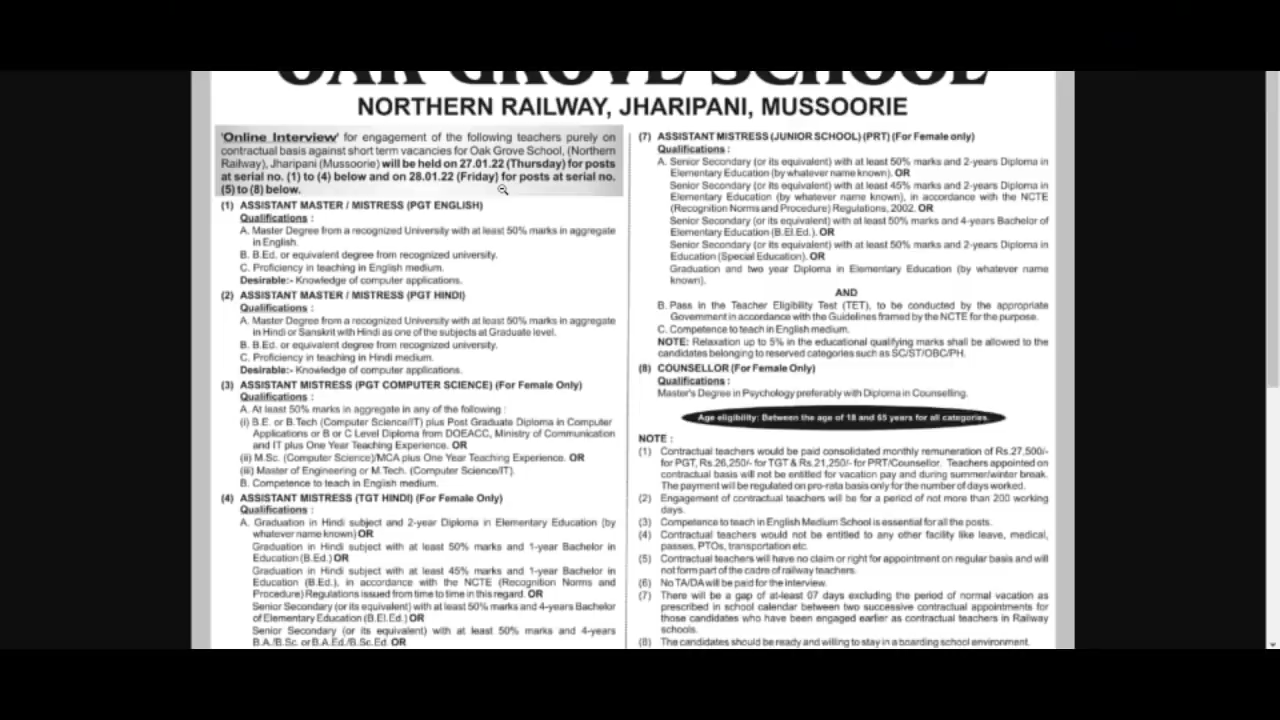 OAK GROVE SCHOOL
NORTHERN RAILWAY, JHARIPANI, MUSSOORIE
'Online Interview' for engagement of the following teachers purely on
contractual basis against short term vacancies for Oak Grove School, (Northern
Railway), Jharipani (Mussoorie) will be held on 27.01.22 (Thursday) for posts
at serial no. (1) to (4) below and on 28.01.22 (Friday) for posts at serial no.
(5) to (8) below.
(1) ASSISTANT MASTER / MISTRESS (PGT ENGLISH)
Qualifications :
A. Master Degree from a recognized University with at least 50% marks in aggregate
in English.
B. B.Ed. or equivalent degree from recognized university.
C. Proficiency in teaching in English medium.
Desirable:- Knowledge of computer applications.
(2) ASSISTANT MASTER / MISTRESS (PGT HINDI)
Qualifications :
A. Master Degree from a recognized University with at least 50% marks in aggregate
in Hindi or Sanskrit with Hindi as one of the subjects at Graduate level.
B. B.Ed. or equivalent degree from recognized university.
C. Proficiency in teaching in Hindi medium.
Desirable:- Knowledge of computer applications.
(3) ASSISTANT MISTRESS (PGT COMPUTER SCIENCE) (For Female Only)
Qualifications :
A. At least 50% marks in aggregate in any of the following :
(i) B.E. or B.Tech (Computer Science/IT) plus Post Graduate Diploma in Computer
Applications or B or C Level Diploma from DOEACC, Ministry of Communication
and IT plus One Year Teaching Experience. OR
(ii) M.Sc. (Computer Science)/MCA plus One Year Teaching Experience. OR
(iii) Master of Engineering or M.Tech. (Computer Science/IT).
B. Competence to teach in English medium.
(4) ASSISTANT MISTRESS (TGT HINDI) (For Female Only)
Qualifications :
A. Graduation in Hindi subject and 2-year Diploma in Elementary Education (by
whatever name known) OR
Graduation in Hindi subject with at least 50% marks and 1-year Bachelor in
Education (B.Ed.) OR
Graduation in Hindi subject with at least 45% marks and 1-year Bachelor in
Education (B.Ed.), in accordance with the NCTE (Recognition Norms and
Procedure) Regulations issued from time to time in this regard. OR
Senior Secondary (or its equivalent) with at least 50% marks and 4-years Bachelor
of Elementary Education (B.El.Ed.) OR
Senior Secondary (or its equivalent) with at least 50% marks and 4-years
B.A./B.Sc. or B.A.Ed./B.Sc.Ed. OR
(7) ASSISTANT MISTRESS (JUNIOR SCHOOL) (PRT) (For Female only)
Qualifications :
A. Senior Secondary (or its equivalent) with at least 50% marks and 2-years Diploma in
Elementary Education (by whatever name known). OR
Senior Secondary (or its equivalent) with at least 45% marks and 2-years Diploma in
Elementary Education (by whatever name known), in accordance with the NCTE
(Recognition Norms and Procedure) Regulations, 2002. OR
Senior Secondary (or its equivalent) with at least 50% marks and 4-years Bachelor of
Elementary Education (B.El.Ed.). OR
Senior Secondary (or its equivalent) with at least 50% marks and 2-years Diploma in
Education (Special Education). OR
Graduation and two year Diploma in Elementary Education (by whatever name
known).
AND
B. Pass in the Teacher Eligibility Test (TET), to be conducted by the appropriate
Government in accordance with the Guidelines framed by the NCTE for the purpose.
C. Competence to teach in English medium.
NOTE: Relaxation up to 5% in the educational qualifying marks shall be allowed to the
candidates belonging to reserved categories such as SC/ST/OBC/PH.
(8) COUNSELLOR (For Female Only)
Qualifications :
Master's Degree in Psychology preferably with Diploma in Counselling.
Age eligibility: Between the age of 18 and 65 years for all categories.
NOTE :
(1) Contractual teachers would be paid consolidated monthly remuneration of Rs.27,500/-
for PGT, Rs.26,250/- for TGT & Rs.21,250/- for PRT/Counsellor. Teachers appointed on
contractual basis will not be entitled for vacation pay and during summer/winter break.
The payment will be regulated on pro-rata basis only for the number of days worked.
(2) Engagement of contractual teachers will be for a period of not more than 200 working
days.
(3) Competence to teach in English Medium School is essential for all the posts.
(4) Contractual teachers would not be entitled to any other facility like leave, medical,
passes, PTOs, transportation etc.
(5) Contractual teachers will have no claim or right for appointment on regular basis and will
not form part of the cadre of railway teachers.
(6) No TA/DA will be paid for the interview.
(7) There will be a gap of at-least 07 days excluding the period of normal vacation as
prescribed in school calendar between two successive contractual appointments for
those candidates who have been engaged earlier as contractual teachers in Railway
schools.
(8) The candidates should be ready and willing to stay in a boarding school environment.